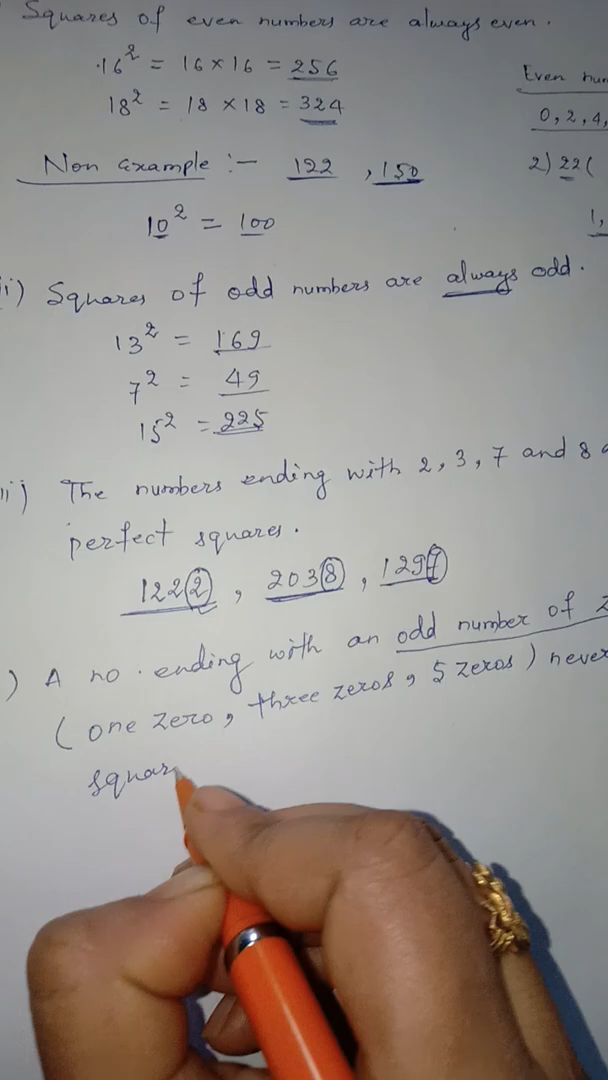 Squares of even numbers are always even.
16² = 16 × 16 = 256
18² = 18 × 18 = 324
Even
0, 2, 4,
Non Example :- 122 , 150
2) 22 (
10² = 100
1,
ii) Squares of odd numbers are always odd.
13² = 169
7² = 49
15² = 225
The numbers ending with 2, 3, 7 and 8
perfect squares.
1222 , 2038 , 1297
) A no. ending with an odd number of
( one zero , three zeros , 5 zeros ) never
squar